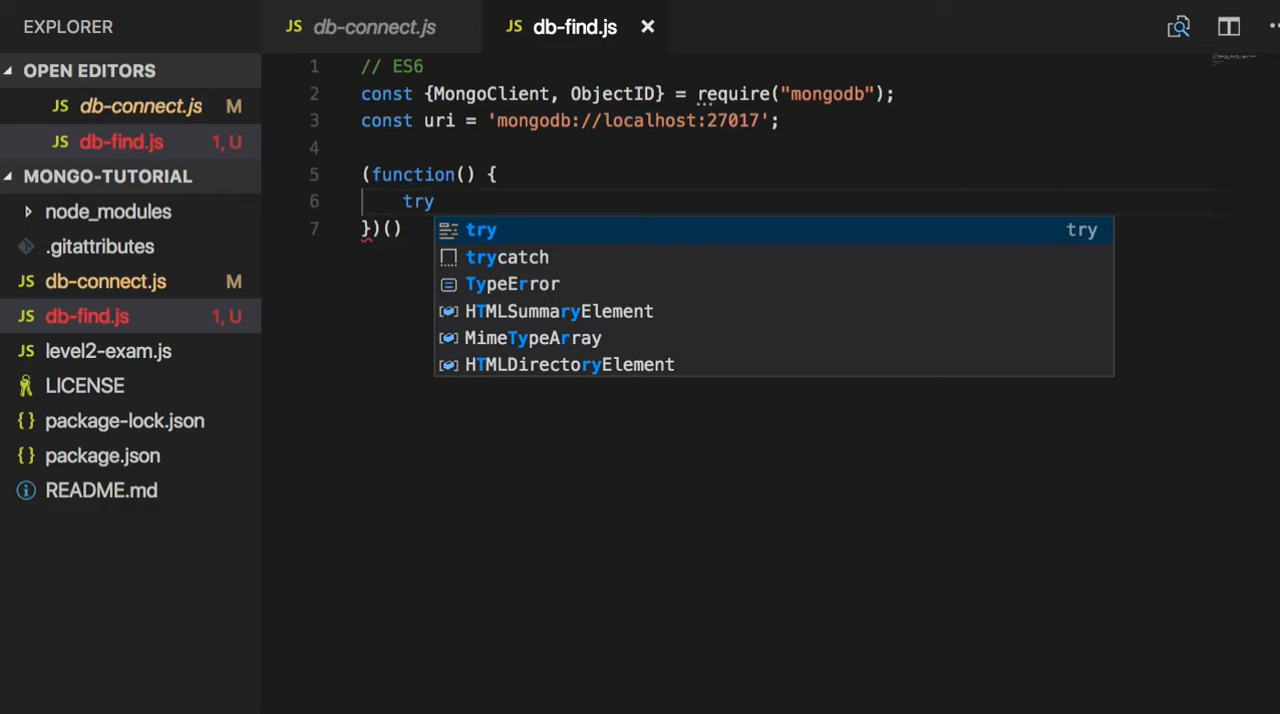 EXPLORER
OPEN EDITORS
JS db-connect.js M
JS db-find.js 1, U
MONGO-TUTORIAL
node_modules
.gitattributes
JS db-connect.js M
JS db-find.js 1, U
JS level2-exam.js
LICENSE
{ } package-lock.json
{ } package.json
README.md
JS db-connect.js JS db-find.js ×
1 // ES6
2 const {MongoClient, ObjectID} = require("mongodb");
3 const uri = 'mongodb://localhost:27017';
4
5 (function() {
6 try
7 })()
try try
trycatch
TypeError
HTMLSummaryElement
MimeTypeArray
HTMLDirectoryElement